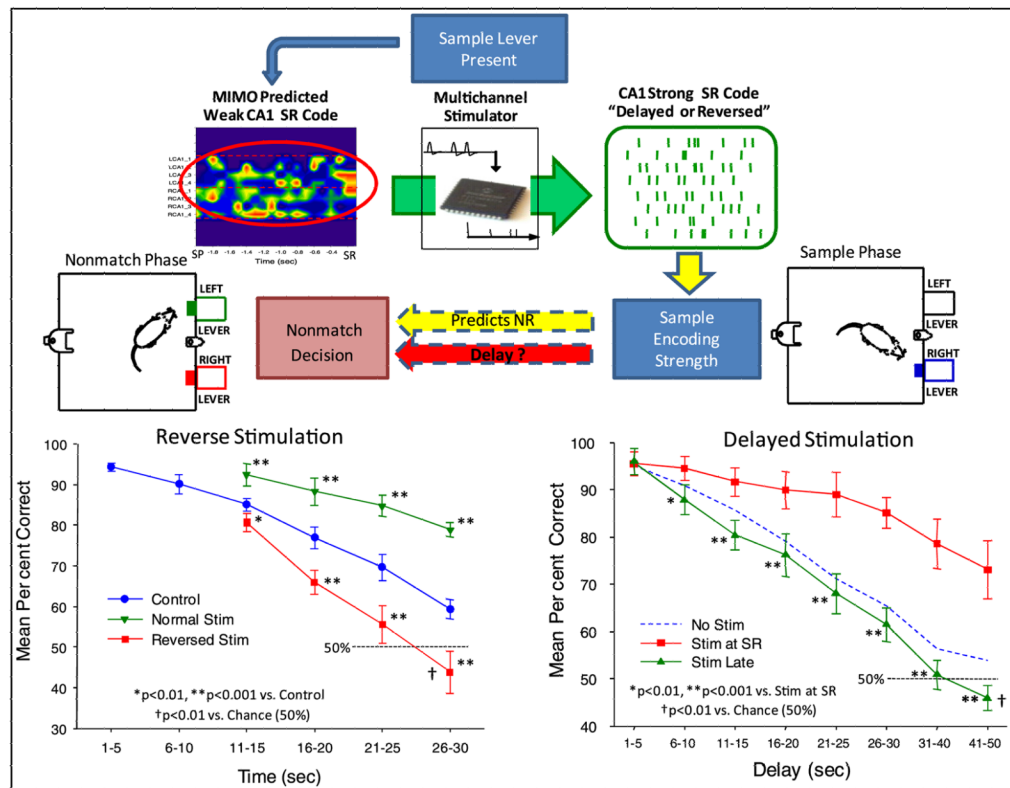 Sample Lever
Present
MIMO Predicted
Weak CA1 SR Code
Multichannel
Stimulator
CA1 Strong SR Code
“Delayed or Reversed”
LCA1_1
LCA1
LCA1_4
RCA1_1
RCA1_3
RCA1_4
SP
-1.8 -1.6 -1.4 -1.2 -1.0 -0.8 -0.6 -0.4
SR
Time (sec)
Nonmatch Phase
LEFT
LEVER
RIGHT
LEVER
Nonmatch
Decision
Predicts NR
Delay ?
Sample
Encoding
Strength
Sample Phase
LEFT
LEVER
RIGHT
LEVER
Reverse Stimulation
Mean Per cent Correct
100
90
80
70
60
50
40
30
**
**
**
**
*
**
**
**
†
50%
Control
Normal Stim
Reversed Stim
*p<0.01, **p<0.001 vs. Control
†p<0.01 vs. Chance (50%)
1-5 6-10 11-15 16-20 21-25 26-30
Time (sec)
Delayed Stimulation
Mean Per cent Correct
100
90
80
70
60
50
40
*
**
**
**
**
**
**
†
50%
No Stim
Stim at SR
Stim Late
*p<0.01, **p<0.001 vs. Stim at SR
†p<0.01 vs. Chance (50%)
1-5 6-10 11-15 16-20 21-25 26-30 31-40 41-50
Delay (sec)